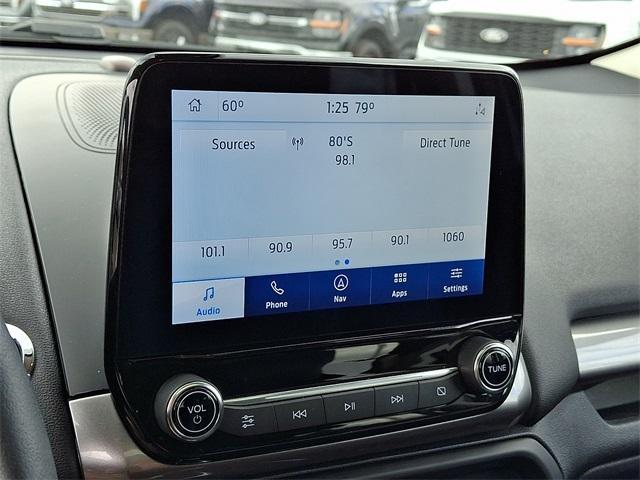 60° 1:25 79°
Sources 80'S Direct Tune
98.1
101.1 90.9 95.7 90.1 1060
Audio Phone Nav Apps Settings
VOL TUNE